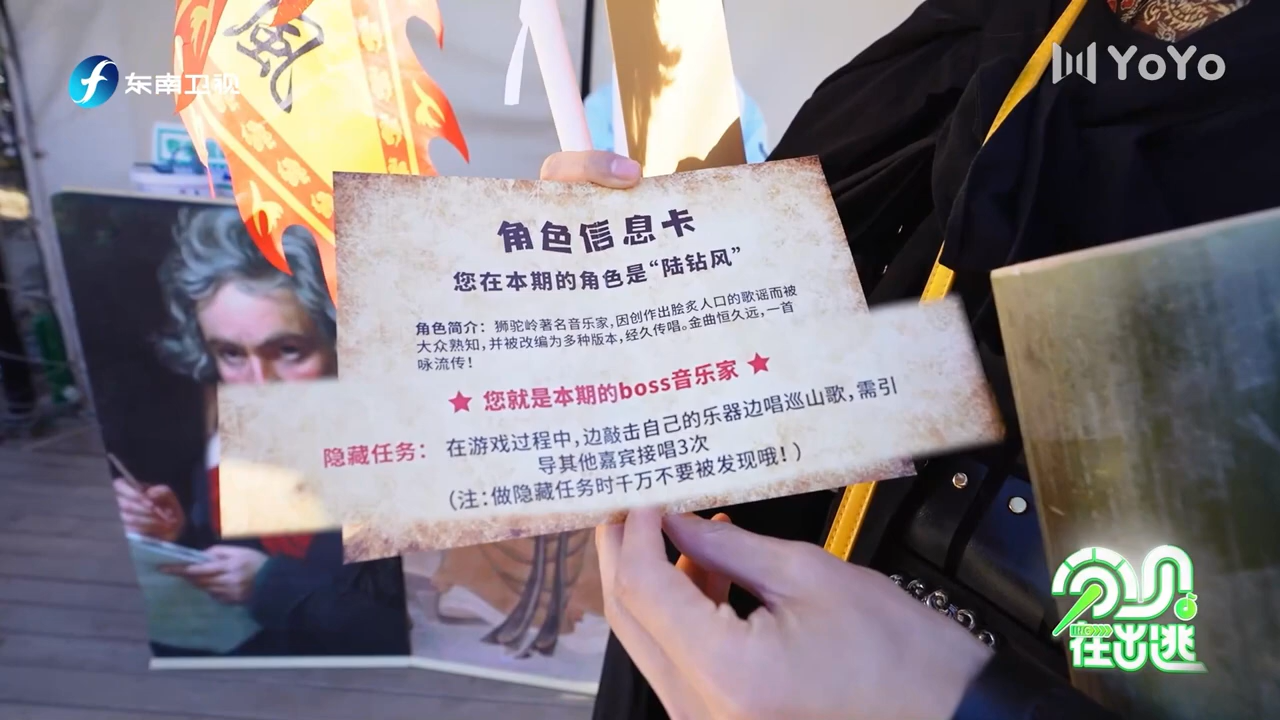 东南卫视
YoYo
风
角色信息卡
您在本期的角色是“陆钻风”
角色简介：狮驼岭著名音乐家，因创作出脍炙人口的歌谣而被
大众熟知，并被改编为多种版本，经久传唱。金曲恒久远，一首
咏流传！
★ 您就是本期的boss音乐家 ★
隐藏任务： 在游戏过程中，边敲击自己的乐器边唱巡山歌，需引
导其他嘉宾接唱3次
（注：做隐藏任务时千万不要被发现哦！）
在出逃